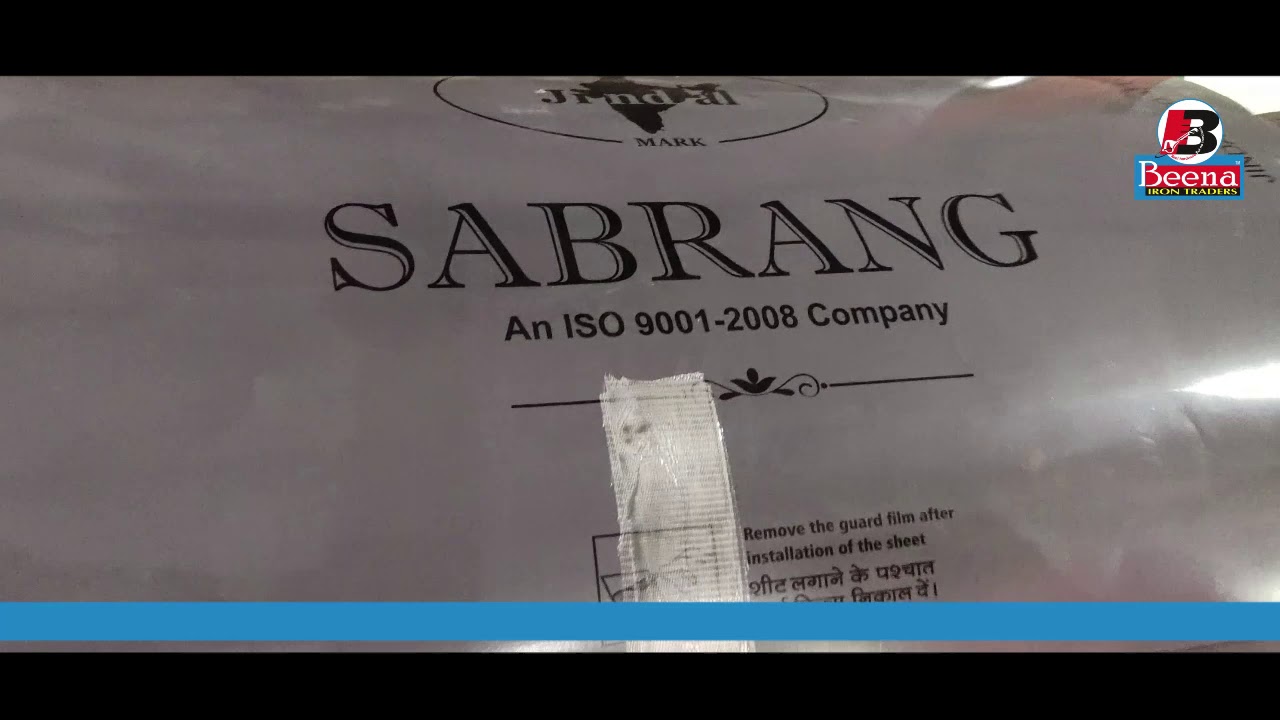 Jindal
MARK
SABRANG
An ISO 9001-2008 Company
Remove the guard film after
installation of the sheet
शीट लगाने के पश्चात
निकाल दें।
B
Beena
IRON TRADERS